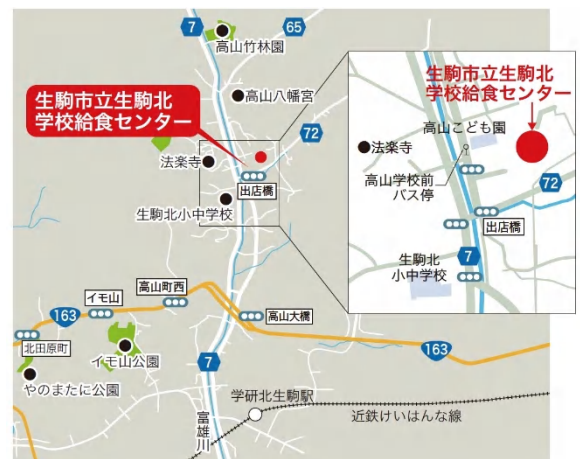 7
65
高山竹林園
高山八幡宮
生駒市立生駒北
学校給食センター
72
法楽寺
出店橋
生駒北小中学校
高山町西
イモ山
163
高山大橋
北田原町
イモ山公園
やのまたに公園
7
163
学研北生駒駅
富雄川
近鉄けいはんな線
生駒市立生駒北
学校給食センター
高山こども園
法楽寺
高山学校前
バス停
72
出店橋
7
生駒北
小中学校